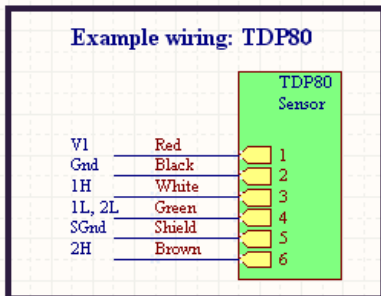 Example wiring: TDP80
TDP80
Sensor
V1 Red 1
Gnd Black 2
1H White 3
1L, 2L Green 4
SGnd Shield 5
2H Brown 6